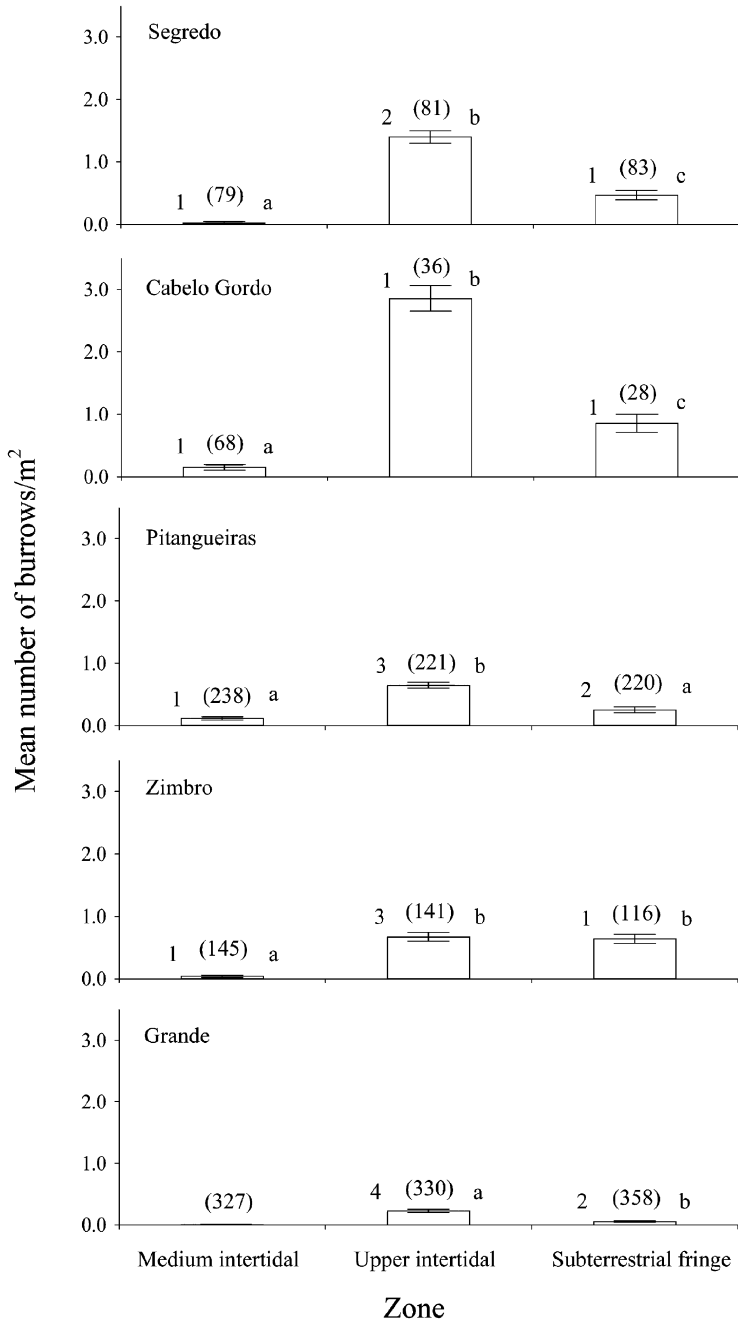 3.0
Segredo
2.0
2 (81) b
1.0
1 (79) a
1 (83) c
0.0
1 (36) b
3.0
Cabelo Gordo
2.0
1 (28) c
1.0
1 (68) a
0.0
3.0
Pitangueiras
2.0
1.0
3 (221) b
1 (238) a
2 (220) a
0.0
3.0
Zimbro
2.0
1.0
3 (141) b
1 (116) b
1 (145) a
0.0
3.0
Grande
2.0
1.0
(327)
4 (330) a
2 (358) b
0.0
Mean number of burrows/m²
Medium intertidal Upper intertidal Subterrestrial fringe
Zone